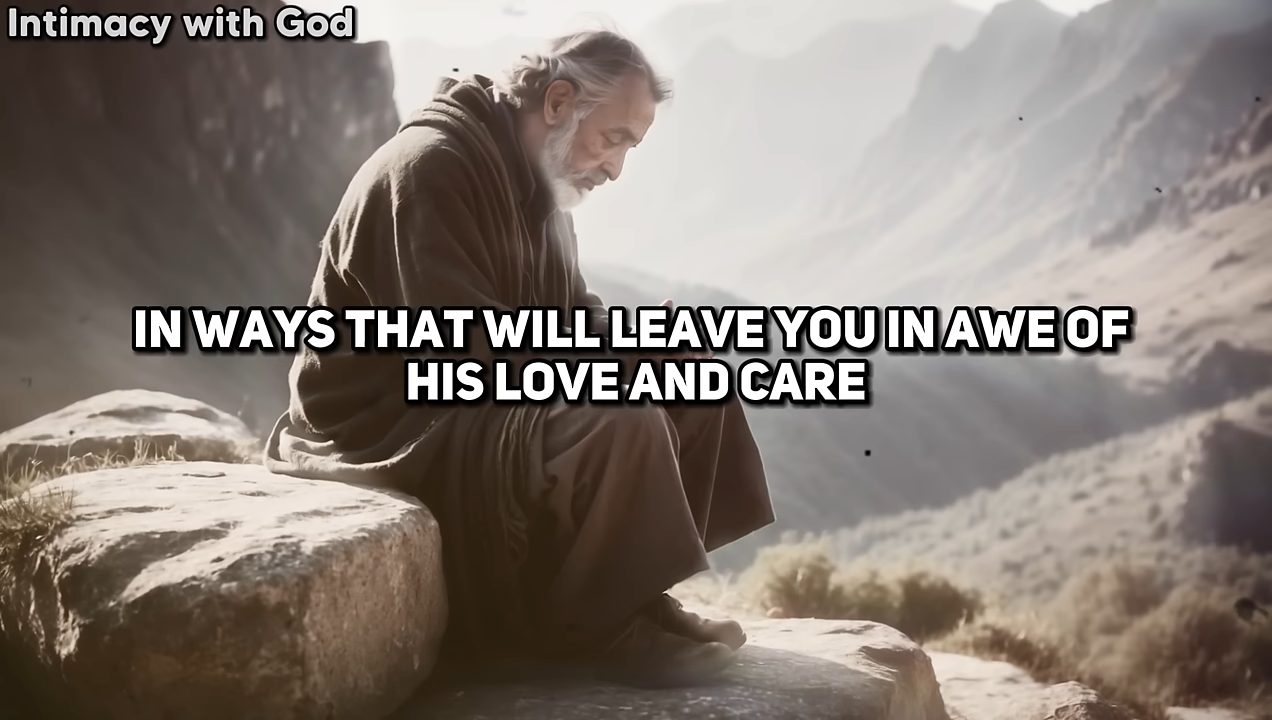 Intimacy with God
IN WAYS THAT WILL LEAVE YOU IN AWE OF
HIS LOVE AND CARE